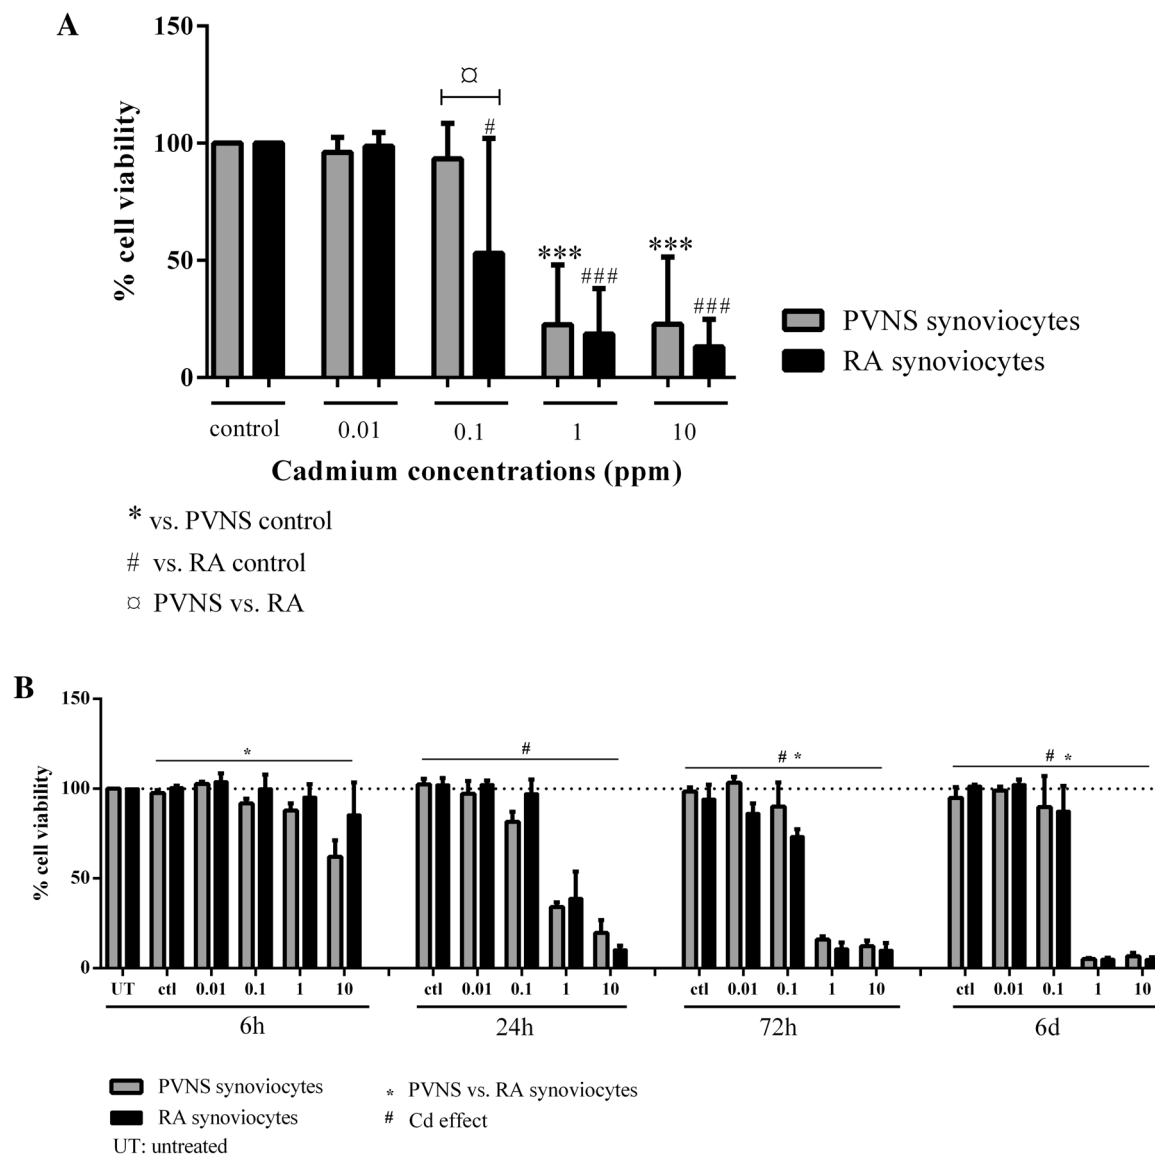 A
150
¤
% cell viability
#
100
***
***
50
###
###
PVNS synoviocytes
RA synoviocytes
0
control 0.01 0.1 1 10
Cadmium concentrations (ppm)
* vs. PVNS control
# vs. RA control
¤ PVNS vs. RA
B
150
* # # * # *
% cell viability
100
50
0
UT ctl 0.01 0.1 1 10 ctl 0.01 0.1 1 10 ctl 0.01 0.1 1 10 ctl 0.01 0.1 1 10
6h 24h 72h 6d
PVNS synoviocytes
RA synoviocytes
UT: untreated
* PVNS vs. RA synoviocytes
# Cd effect